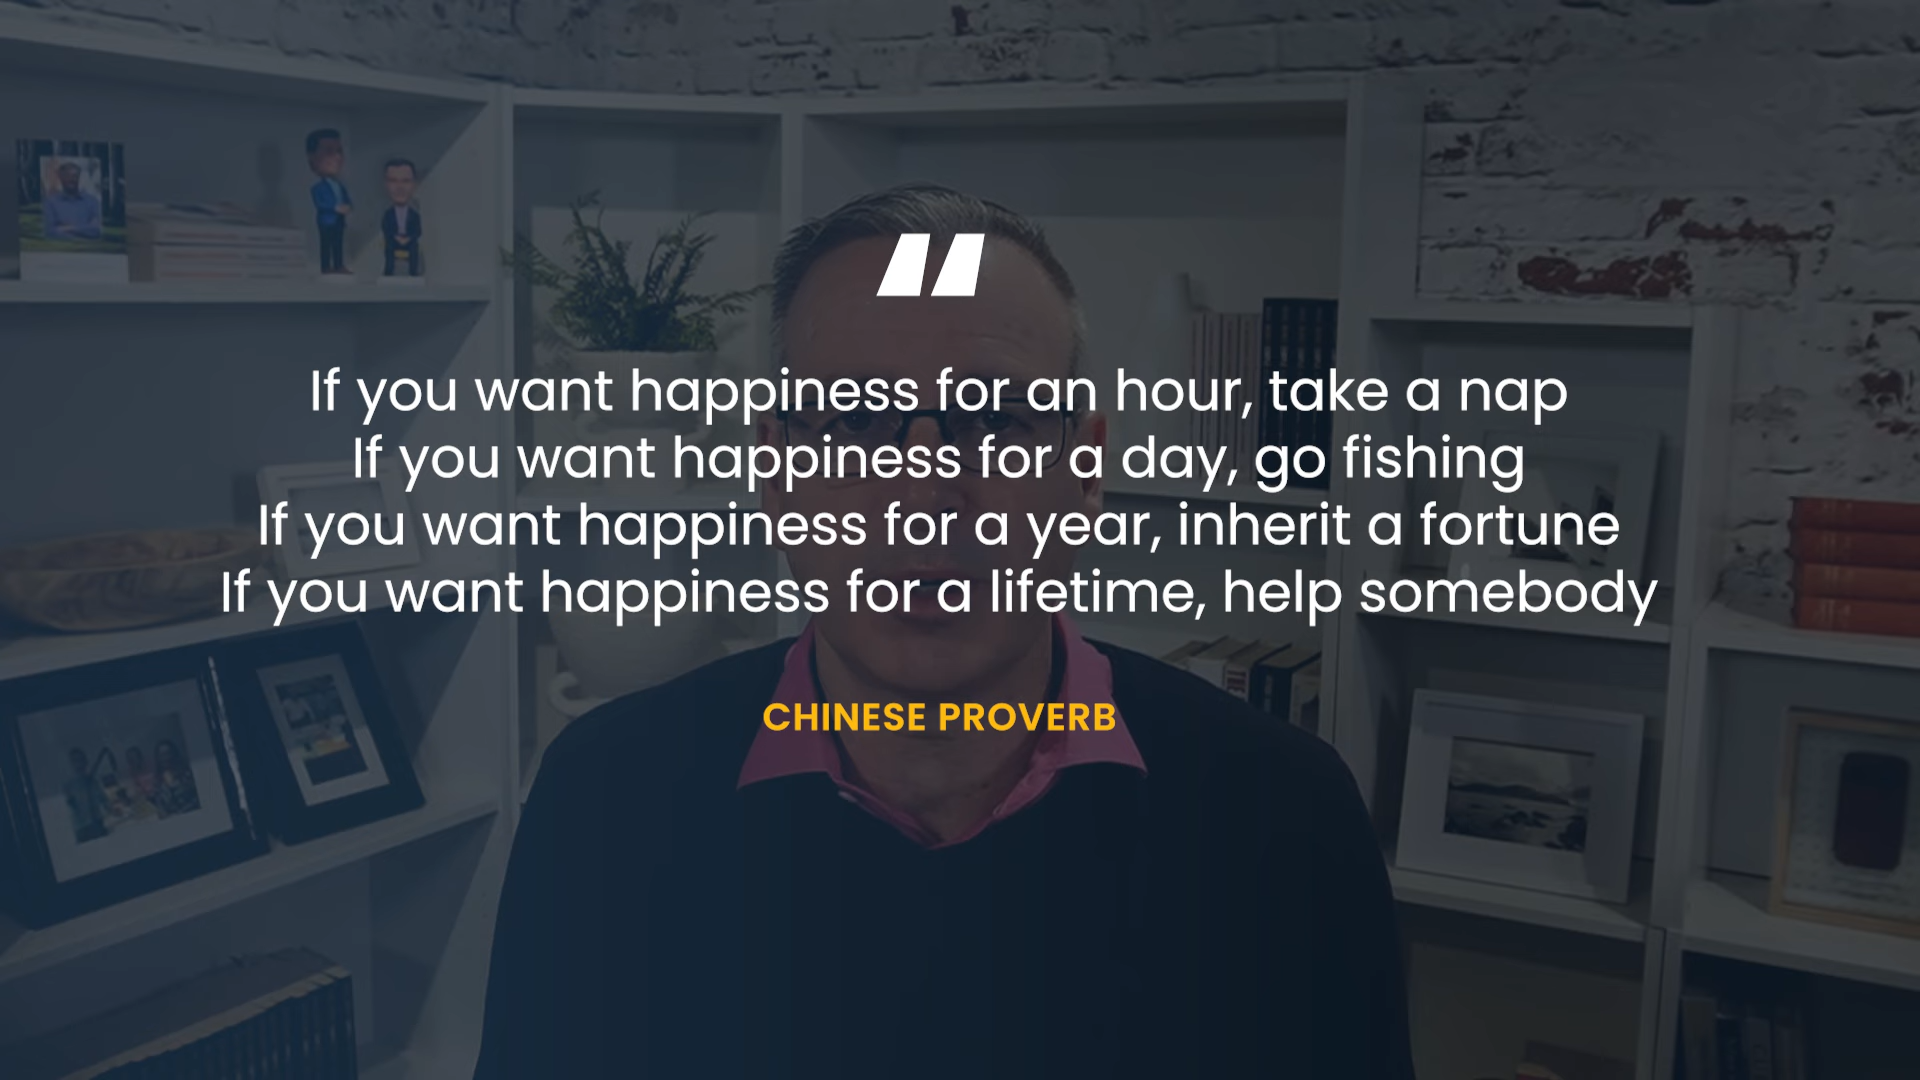 “
If you want happiness for an hour, take a nap
If you want happiness for a day, go fishing
If you want happiness for a year, inherit a fortune
If you want happiness for a lifetime, help somebody
CHINESE PROVERB